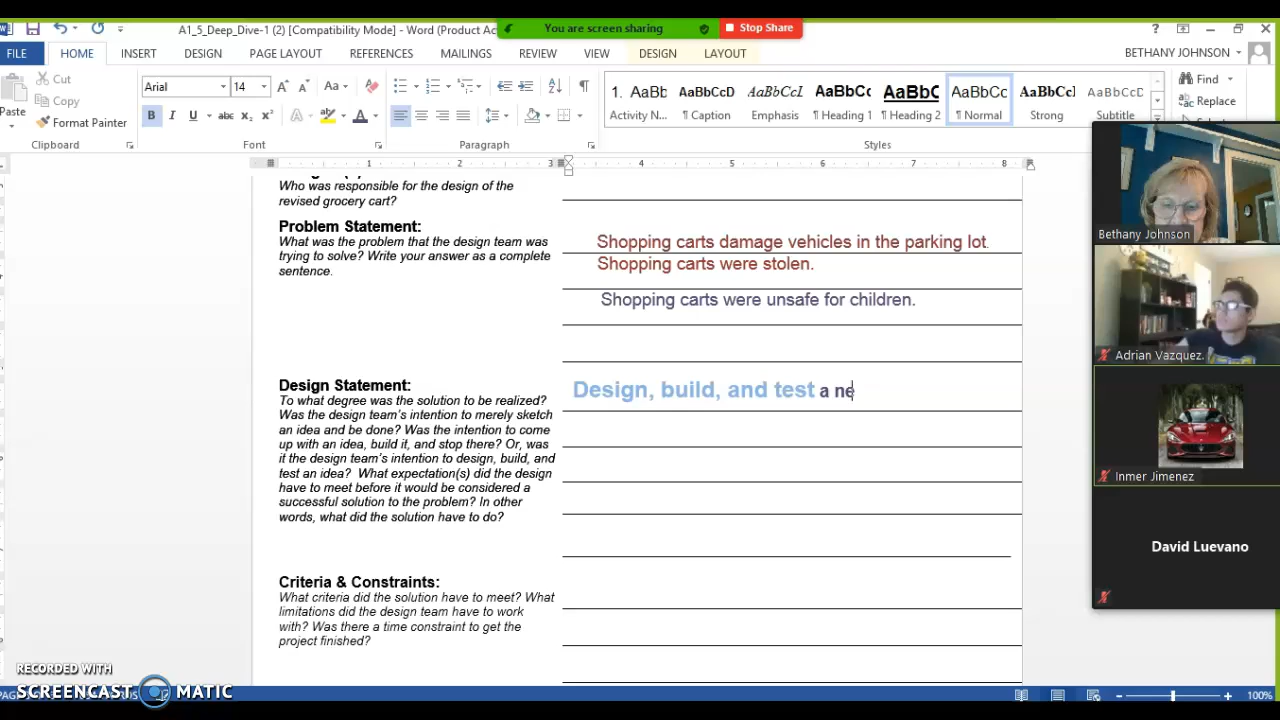 A1_5_Deep_Dive-1 (2) [Compatibility Mode] - Word (Product Ac
You are screen sharing
Stop Share
FILE HOME INSERT DESIGN PAGE LAYOUT REFERENCES MAILINGS REVIEW VIEW DESIGN LAYOUT
BETHANY JOHNSON
Cut
Copy
Paste
Format Painter
Arial 14
Find
Replace
Activity N... ¶ Caption Emphasis ¶ Heading 1 ¶ Heading 2 ¶ Normal Strong Subtitle
Clipboard Font Paragraph Styles
1 2 3 4 5 6 7 8
Who was responsible for the design of the
revised grocery cart?
Problem Statement:
What was the problem that the design team was
trying to solve? Write your answer as a complete
sentence.
Shopping carts damage vehicles in the parking lot.
Shopping carts were stolen.
Shopping carts were unsafe for children.
Design Statement:
To what degree was the solution to be realized?
Was the design team's intention to merely sketch
an idea and be done? Was the intention to come
up with an idea, build it, and stop there? Or, was
if the design team's intention to design, build, and
test an idea? What expectation(s) did the design
have to meet before it would be considered a
successful solution to the problem? In other
words, what did the solution have to do?
Design, build, and test a ne
Criteria & Constraints:
What criteria did the solution have to meet? What
limitations did the design team have to work
with? Was there a time constraint to get the
project finished?
Bethany Johnson
Adrian Vazquez.
Inmer Jimenez
David Luevano
RECORDED WITH
SCREENCAST MATIC
100%